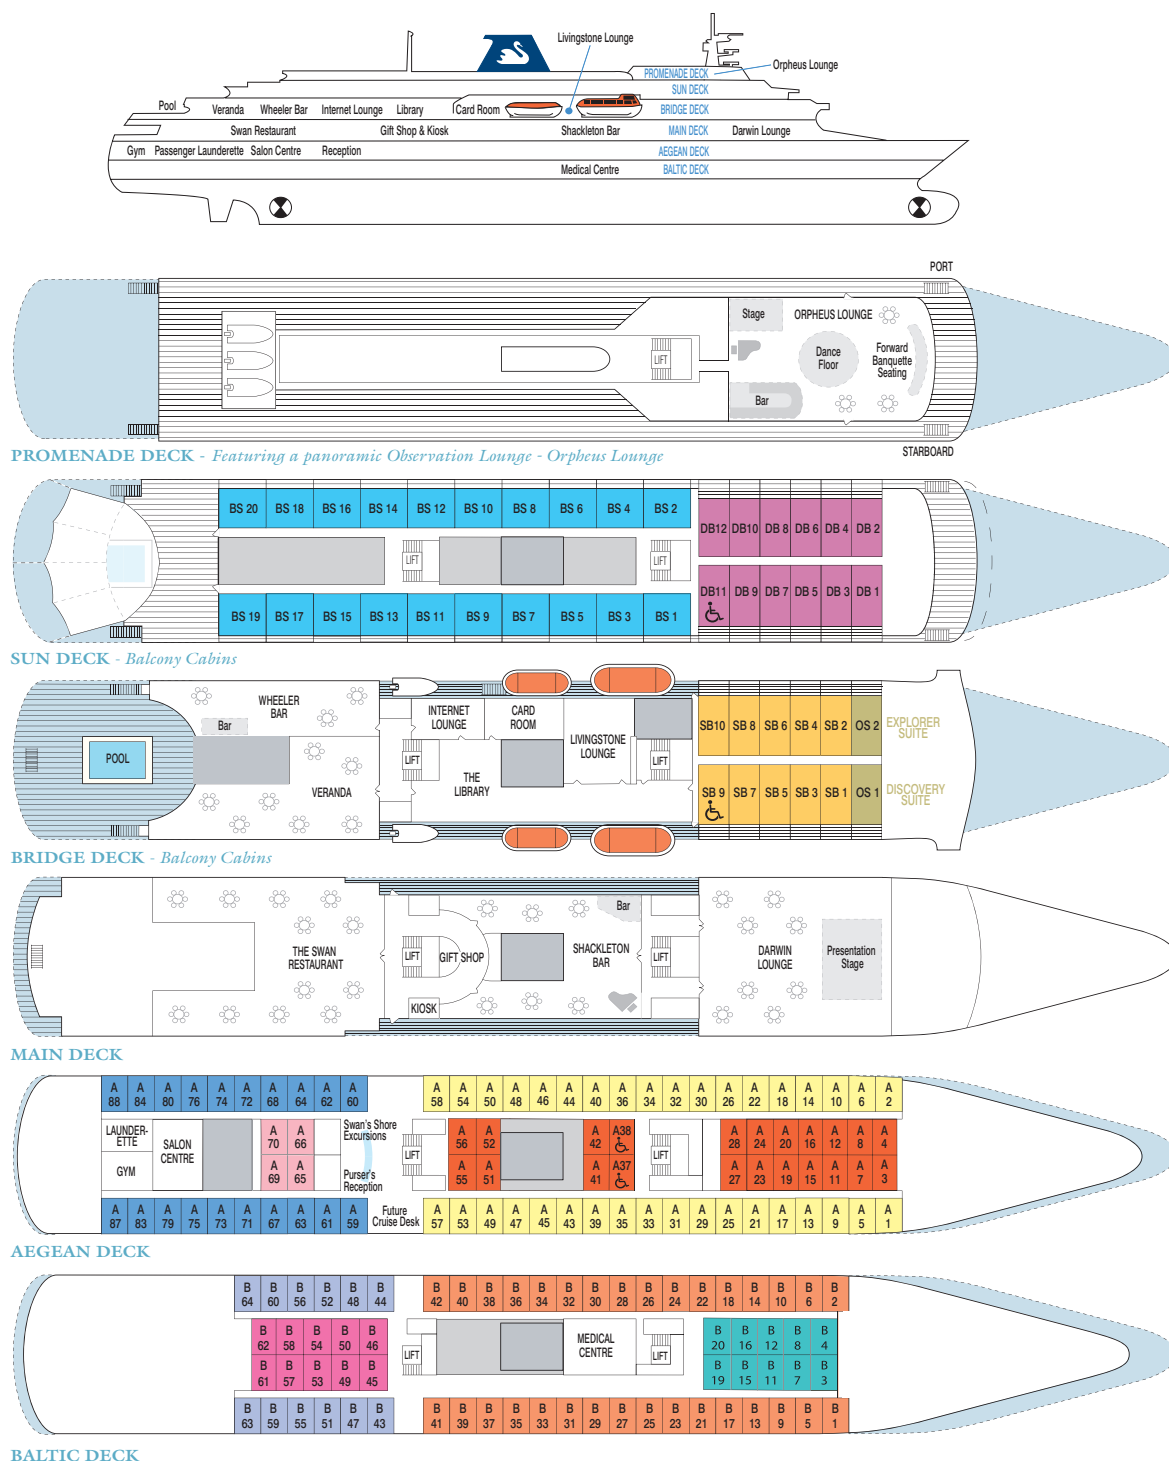 Livingstone Lounge
Orpheus Lounge
PROMENADE DECK
SUN DECK
Pool Veranda Wheeler Bar Internet Lounge Library Card Room BRIDGE DECK
Swan Restaurant Gift Shop & Kiosk Shackleton Bar MAIN DECK Darwin Lounge
Gym Passenger Launderette Salon Centre Reception AEGEAN DECK
Medical Centre BALTIC DECK
PORT
Stage
ORPHEUS LOUNGE
LIFT
Dance
Floor
Forward
Banquette
Seating
Bar
STARBOARD
PROMENADE DECK - Featuring a panoramic Observation Lounge - Orpheus Lounge
BS 20 BS 18 BS 16 BS 14 BS 12 BS 10 BS 8 BS 6 BS 4 BS 2
DB12 DB10 DB 8 DB 6 DB 4 DB 2
LIFT LIFT
DB11 DB 9 DB 7 DB 5 DB 3 DB 1
BS 19 BS 17 BS 15 BS 13 BS 11 BS 9 BS 7 BS 5 BS 3 BS 1
SUN DECK - Balcony Cabins
WHEELER
BAR
Bar
INTERNET
LOUNGE
CARD
ROOM
LIVINGSTONE
LOUNGE
SB10 SB 8 SB 6 SB 4 SB 2 OS 2
EXPLORER
SUITE
POOL
LIFT
LIFT
THE
LIBRARY
VERANDA
SB 9 SB 7 SB 5 SB 3 SB 1 OS 1
DISCOVERY
SUITE
BRIDGE DECK - Balcony Cabins
Bar
THE SWAN
RESTAURANT
LIFT
GIFT SHOP
SHACKLETON
BAR
LIFT
DARWIN
LOUNGE
Presentation
Stage
KIOSK
MAIN DECK
A A A A A A A A A A
88 84 80 76 74 72 68 64 62 60
A A A A A A A A A A A A A A A A A A
58 54 50 48 46 44 40 36 34 32 30 26 22 18 14 10 6 2
LAUNDER-
ETTE
SALON
CENTRE
GYM
A A
70 66
A A
69 65
Swan's Shore
Excursions
Purser's
Reception
LIFT
A A
56 52
A A
55 51
A A38
42
A A37
41
LIFT
A A A A A A A
28 24 20 16 12 8 4
A A A A A A A
27 23 19 15 11 7 3
A A A A A A A A A A
87 83 79 75 73 71 67 63 61 59
Future
Cruise Desk
A A A A A A A A A A A A A A A A A A
57 53 49 47 45 43 39 35 33 31 29 25 21 17 13 9 5 1
AEGEAN DECK
B B B B B B
64 60 56 52 48 44
B B B B B B B B B B B B B B B B
42 40 38 36 34 32 30 28 26 24 22 18 14 10 6 2
B B B B B
62 58 54 50 46
B B B B B
61 57 53 49 45
LIFT
MEDICAL
CENTRE
LIFT
B B B B B
20 16 12 8 4
B B B B B
19 15 11 7 3
B B B B B B
63 59 55 51 47 43
B B B B B B B B B B B B B B B B
41 39 37 35 33 31 29 27 25 23 21 17 13 9 5 1
BALTIC DECK